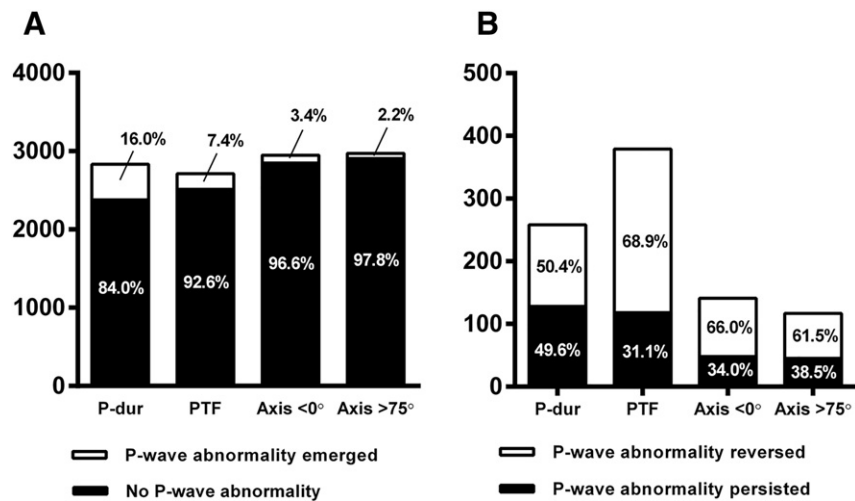 A
4000
3000
2000
1000
0
16.0%
7.4%
3.4%
2.2%
84.0%
92.6%
96.6%
97.8%
P-dur
PTF
Axis <0°
Axis >75°
P-wave abnormality emerged
No P-wave abnormality
B
500
400
300
200
100
0
50.4%
68.9%
66.0%
61.5%
49.6%
31.1%
34.0%
38.5%
P-dur
PTF
Axis <0°
Axis >75°
P-wave abnormality reversed
P-wave abnormality persisted